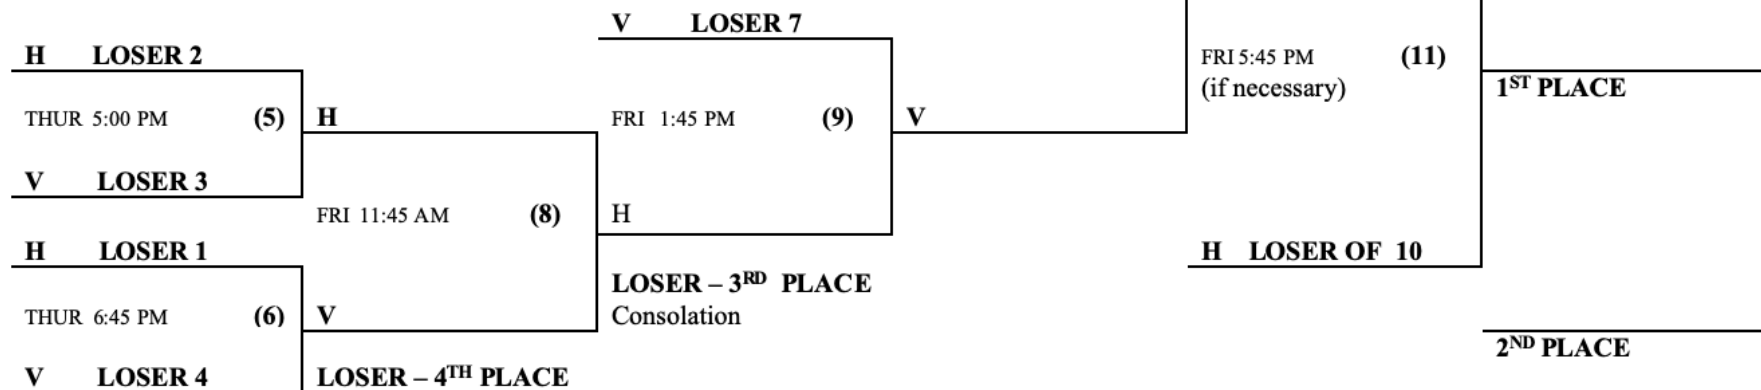 V LOSER 7
H LOSER 2
FRI 5:45 PM (11)
(if necessary)
1ST PLACE
THUR 5:00 PM (5)
H
FRI 1:45 PM (9)
V
V LOSER 3
FRI 11:45 AM (8)
H
H LOSER 1
H LOSER OF 10
LOSER – 3RD PLACE
Consolation
THUR 6:45 PM (6)
V
2ND PLACE
V LOSER 4
LOSER – 4TH PLACE